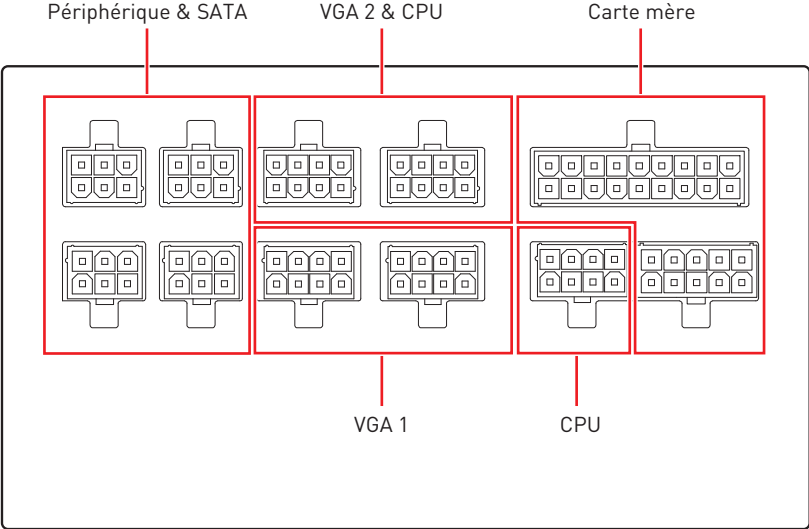 Périphérique & SATA
VGA 2 & CPU
Carte mère
VGA 1
CPU